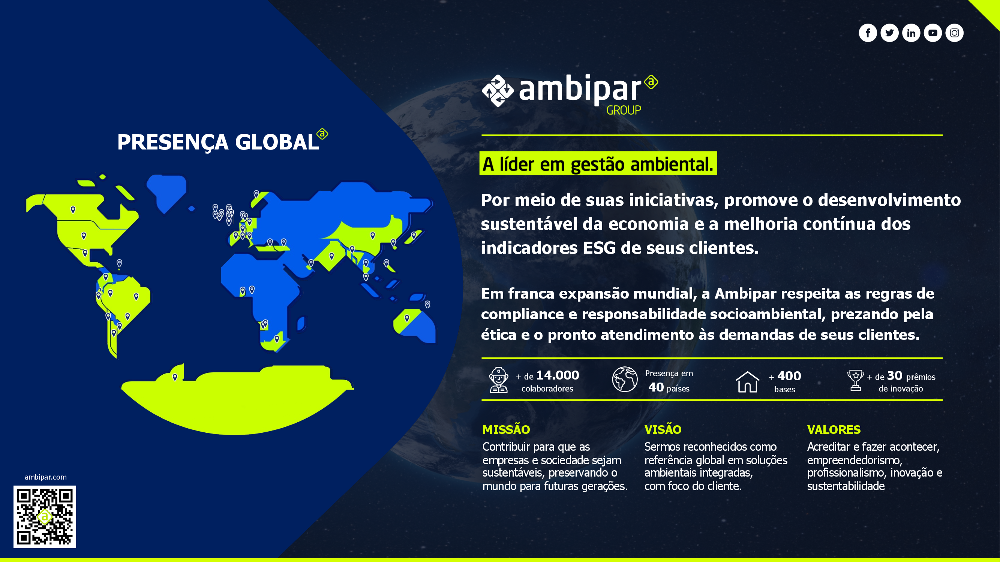 PRESENÇA GLOBAL
ambipar.com
ambipar
GROUP
A líder em gestão ambiental.
Por meio de suas iniciativas, promove o desenvolvimento
sustentável da economia e a melhoria contínua dos
indicadores ESG de seus clientes.
Em franca expansão mundial, a Ambipar respeita as regras de
compliance e responsabilidade socioambiental, prezando pela
ética e o pronto atendimento às demandas de seus clientes.
+ de 14.000
colaboradores
Presença em
40 países
+ 400
bases
+ de 30 prêmios
de inovação
MISSÃO
Contribuir para que as
empresas e sociedade sejam
sustentáveis, preservando o
mundo para futuras gerações.
VISÃO
Sermos reconhecidos como
referência global em soluções
ambientais integradas,
com foco do cliente.
VALORES
Acreditar e fazer acontecer,
empreendedorismo,
profissionalismo, inovação e
sustentabilidade